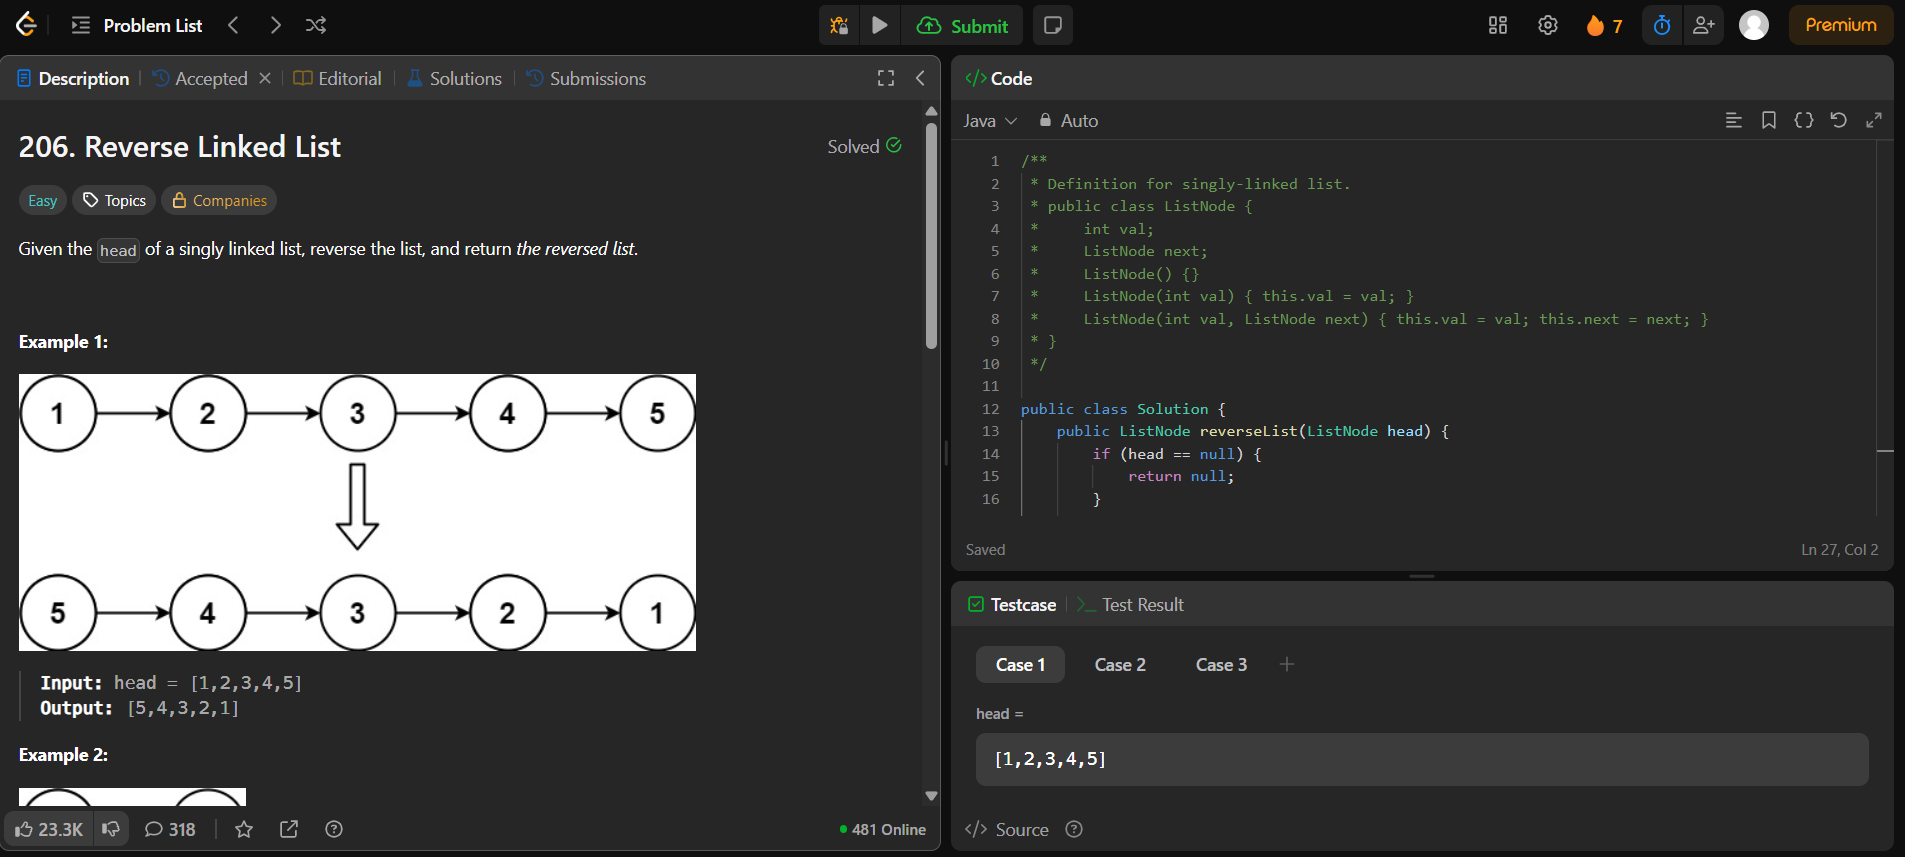 Problem List
Submit
7
Premium
Description
Accepted
Editorial
Solutions
Submissions
206. Reverse Linked List
Solved
Easy
Topics
Companies
Given the head of a singly linked list, reverse the list, and return the reversed list.
Example 1:
1 2 3 4 5
5 4 3 2 1
Input: head = [1,2,3,4,5]
Output: [5,4,3,2,1]
Example 2:
23.3K
318
481 Online
</> Code
Java
Auto
1 /**
2 * Definition for singly-linked list.
3 * public class ListNode {
4 *     int val;
5 *     ListNode next;
6 *     ListNode() {}
7 *     ListNode(int val) { this.val = val; }
8 *     ListNode(int val, ListNode next) { this.val = val; this.next = next; }
9 * }
10 */
11
12 public class Solution {
13     public ListNode reverseList(ListNode head) {
14         if (head == null) {
15             return null;
16         }
Saved
Ln 27, Col 2
Testcase
Test Result
Case 1
Case 2
Case 3
head =
[1,2,3,4,5]
</> Source